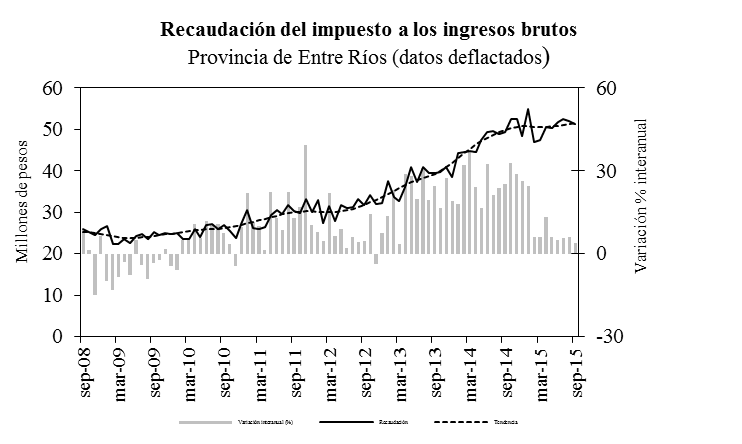 Recaudación del impuesto a los ingresos brutos
Provincia de Entre Ríos (datos deflactados)
Millones de pesos
60
50
40
30
20
10
0
60
30
0
-30
Variación % interanual
sep-08
mar-09
sep-09
mar-10
sep-10
mar-11
sep-11
mar-12
sep-12
mar-13
sep-13
mar-14
sep-14
mar-15
sep-15
Variación interanual (%) Recaudación Tendencia